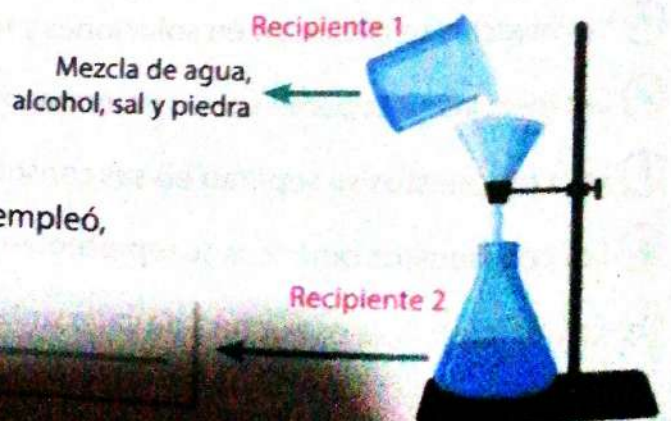 Recipiente 1
Mezcla de agua,
alcohol, sal y piedra
empleó,
Recipiente 2